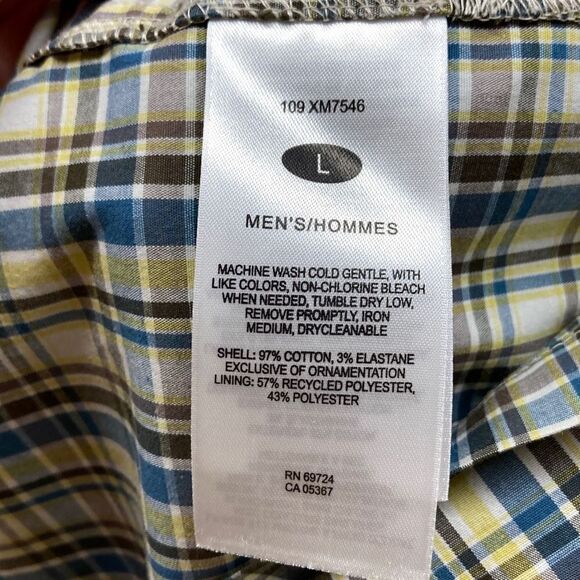 109 XM7546
L
MEN'S/HOMMES
MACHINE WASH COLD GENTLE, WITH
LIKE COLORS, NON-CHLORINE BLEACH
WHEN NEEDED, TUMBLE DRY LOW,
REMOVE PROMPTLY, IRON
MEDIUM, DRYCLEANABLE
SHELL: 97% COTTON, 3% ELASTANE
EXCLUSIVE OF ORNAMENTATION
LINING: 57% RECYCLED POLYESTER,
43% POLYESTER
RN 69724
CA 05367